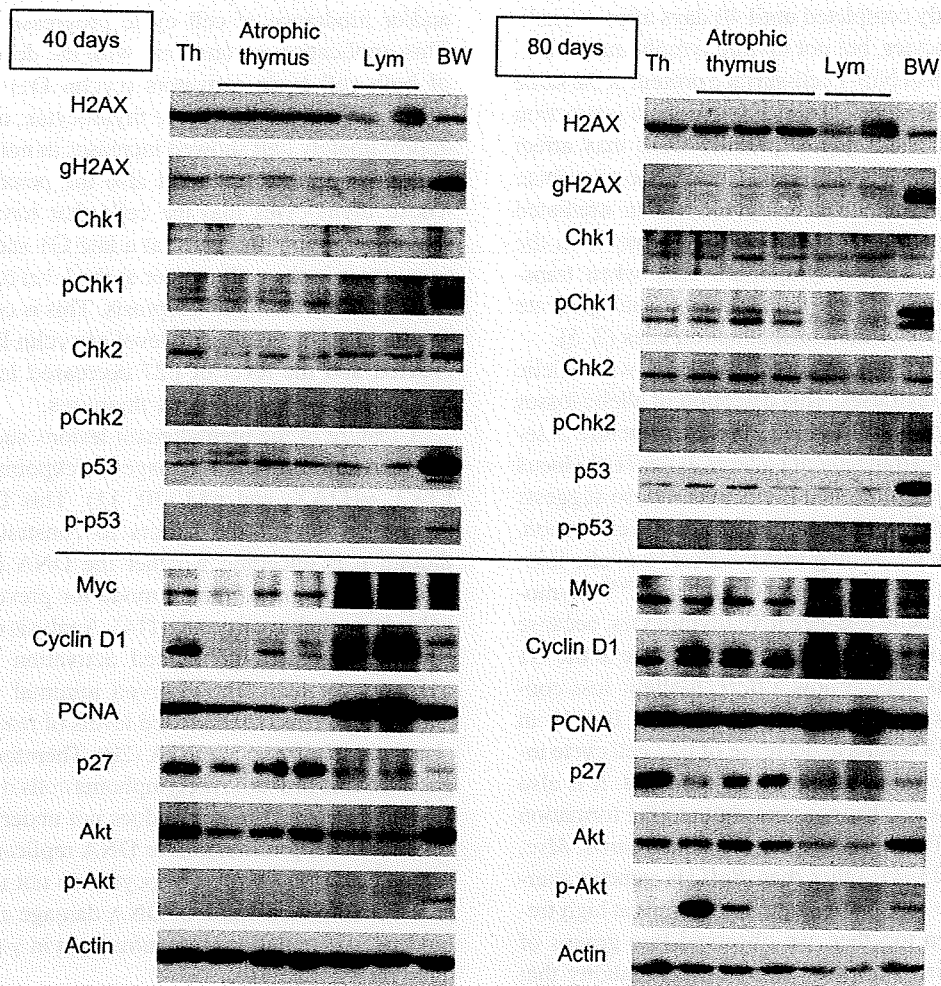 40 days
Th Atrophic thymus Lym BW
H2AX
gH2AX
Chk1
pChk1
Chk2
pChk2
p53
p-p53
Myc
Cyclin D1
PCNA
p27
Akt
p-Akt
Actin
80 days
Th Atrophic thymus Lym BW
H2AX
gH2AX
Chk1
pChk1
Chk2
pChk2
p53
p-p53
Myc
Cyclin D1
PCNA
p27
Akt
p-Akt
Actin